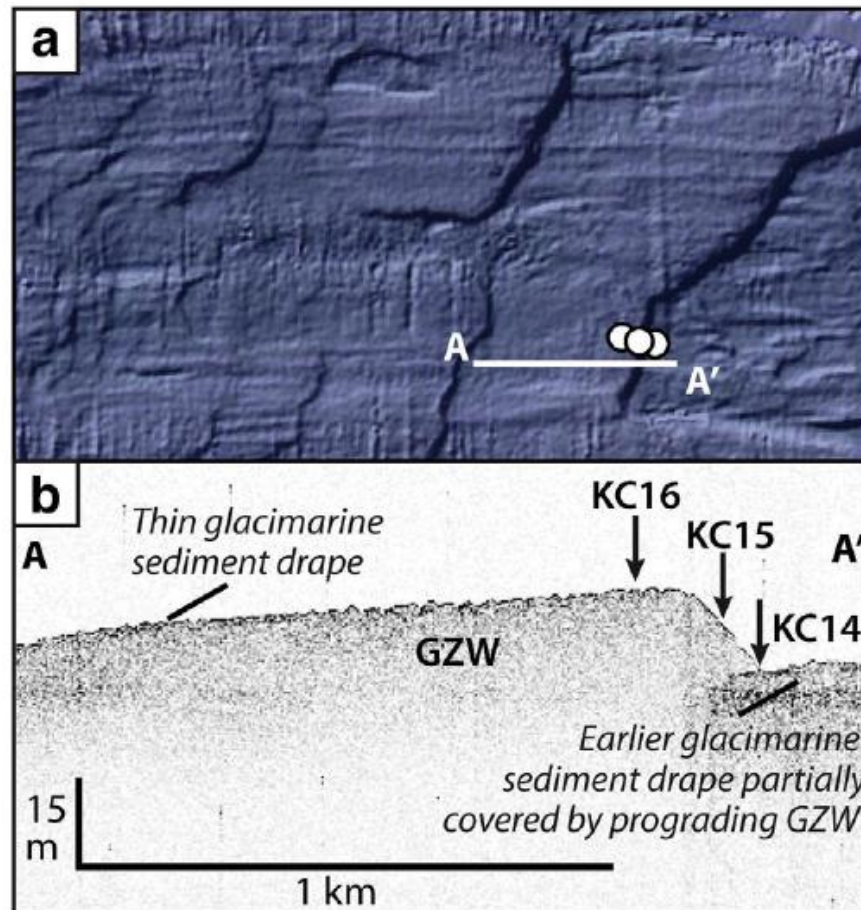 a
A
A'
b
KC16
Thin glacimarine
sediment drape
KC15
A
A'
KC14
GZW
Earlier glacimarine
sediment drape partially
covered by prograding GZW
15
m
1 km